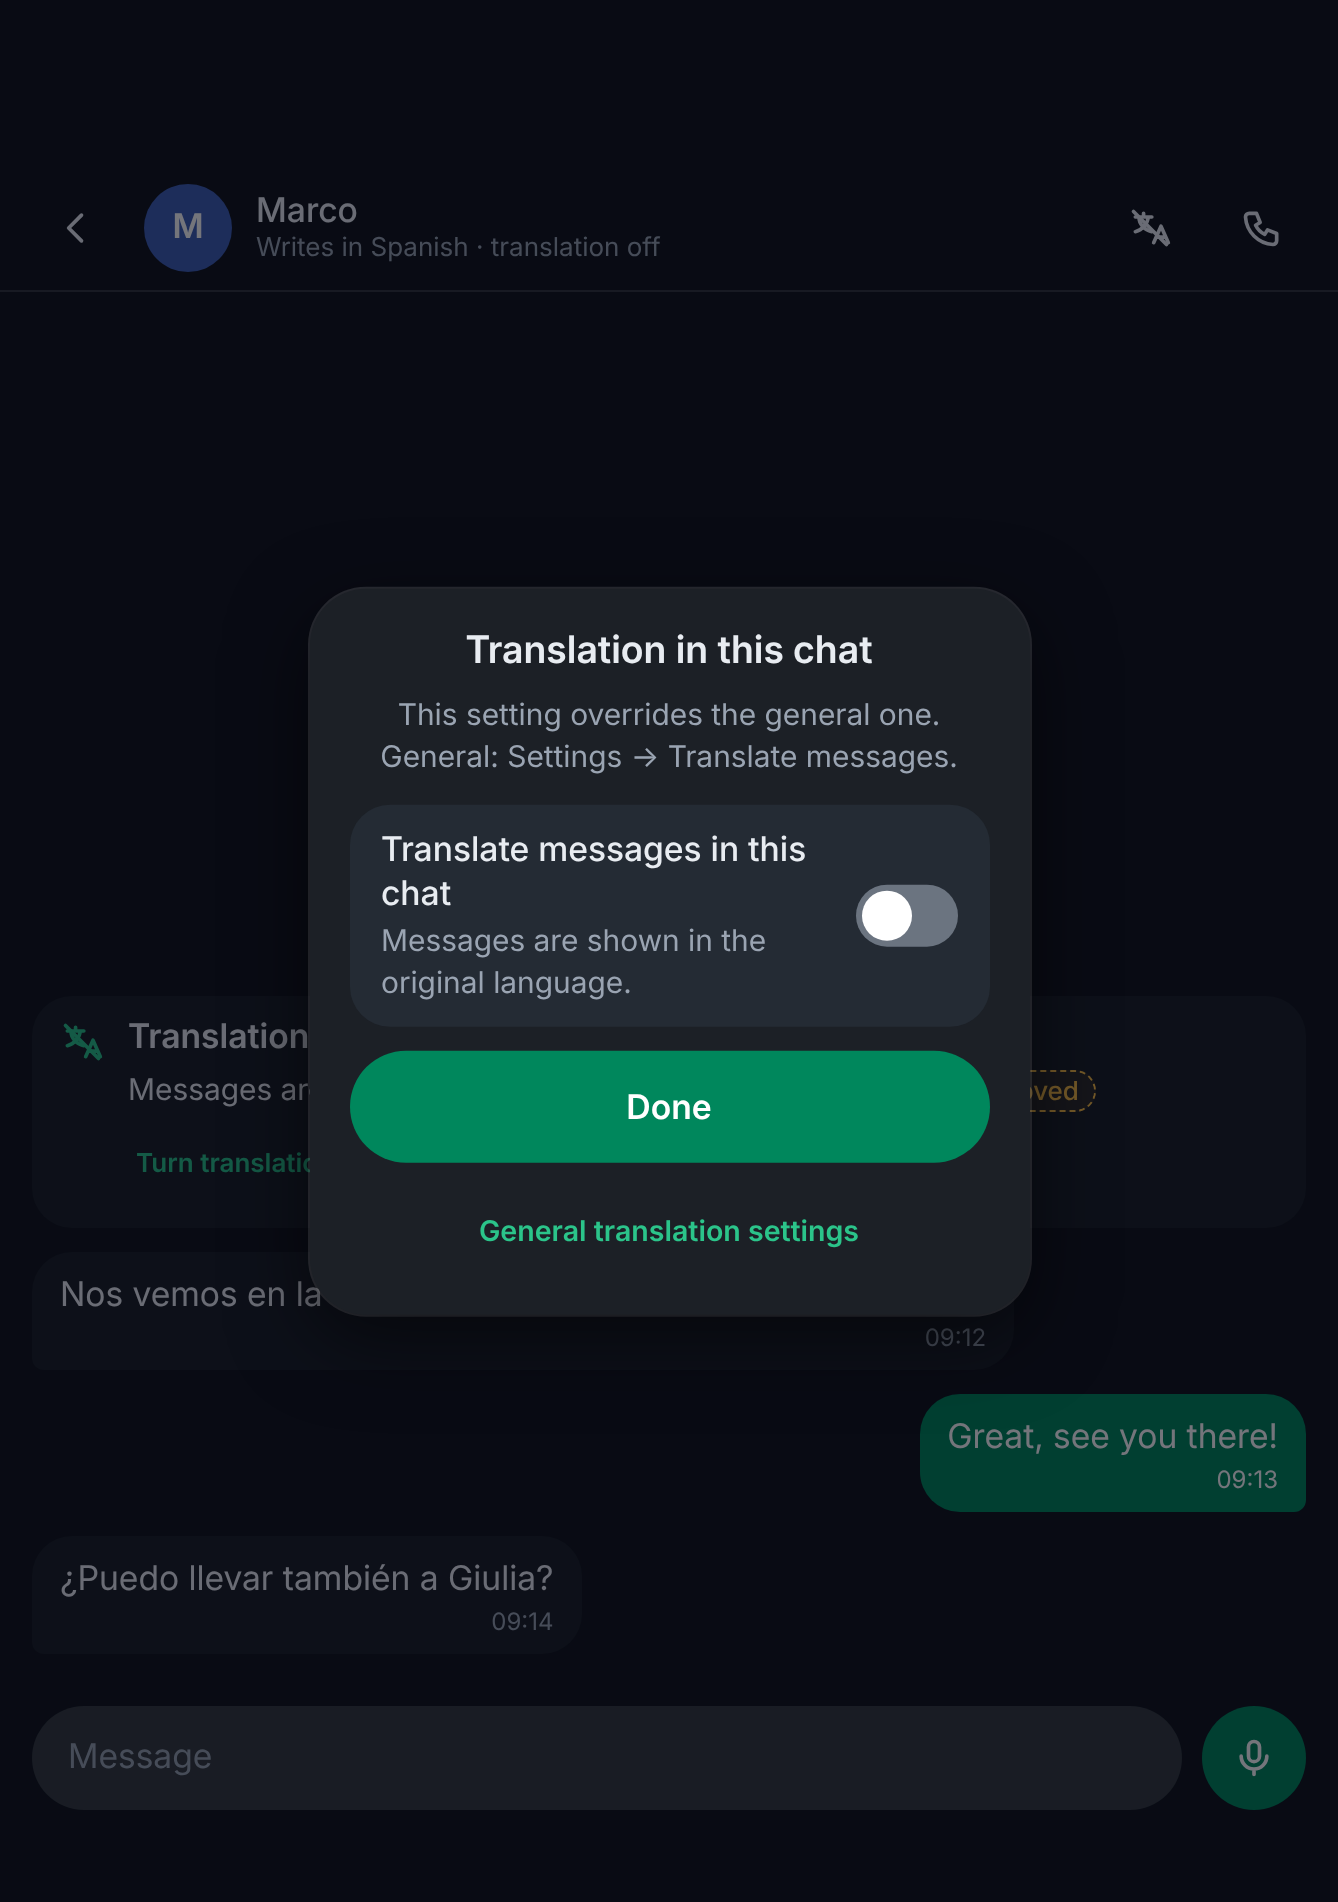 M
Marco
Writes in Spanish · translation off
Translation in this chat
This setting overrides the general one.
General: Settings → Translate messages.
Translate messages in this
chat
Messages are shown in the
original language.
Translation
Messages
Turn
Done
General translation settings
Nos vemos en la
09:12
Great, see you there!
09:13
¿Puedo llevar también a Giulia?
09:14
Message